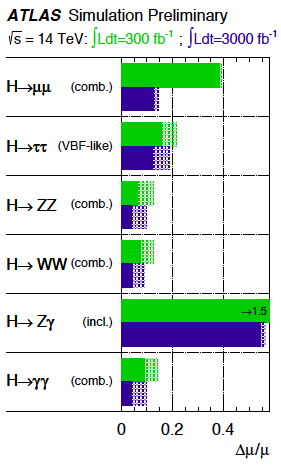 ATLAS Simulation Preliminary
√s = 14 TeV: ∫Ldt=300 fb⁻¹ ; ∫Ldt=3000 fb⁻¹
H→μμ (comb.)
H→ττ (VBF-like)
H→ZZ (comb.)
H→WW (comb.)
→1.5
H→Zγ (incl.)
H→γγ (comb.)
0 0.2 0.4
Δμ/μ